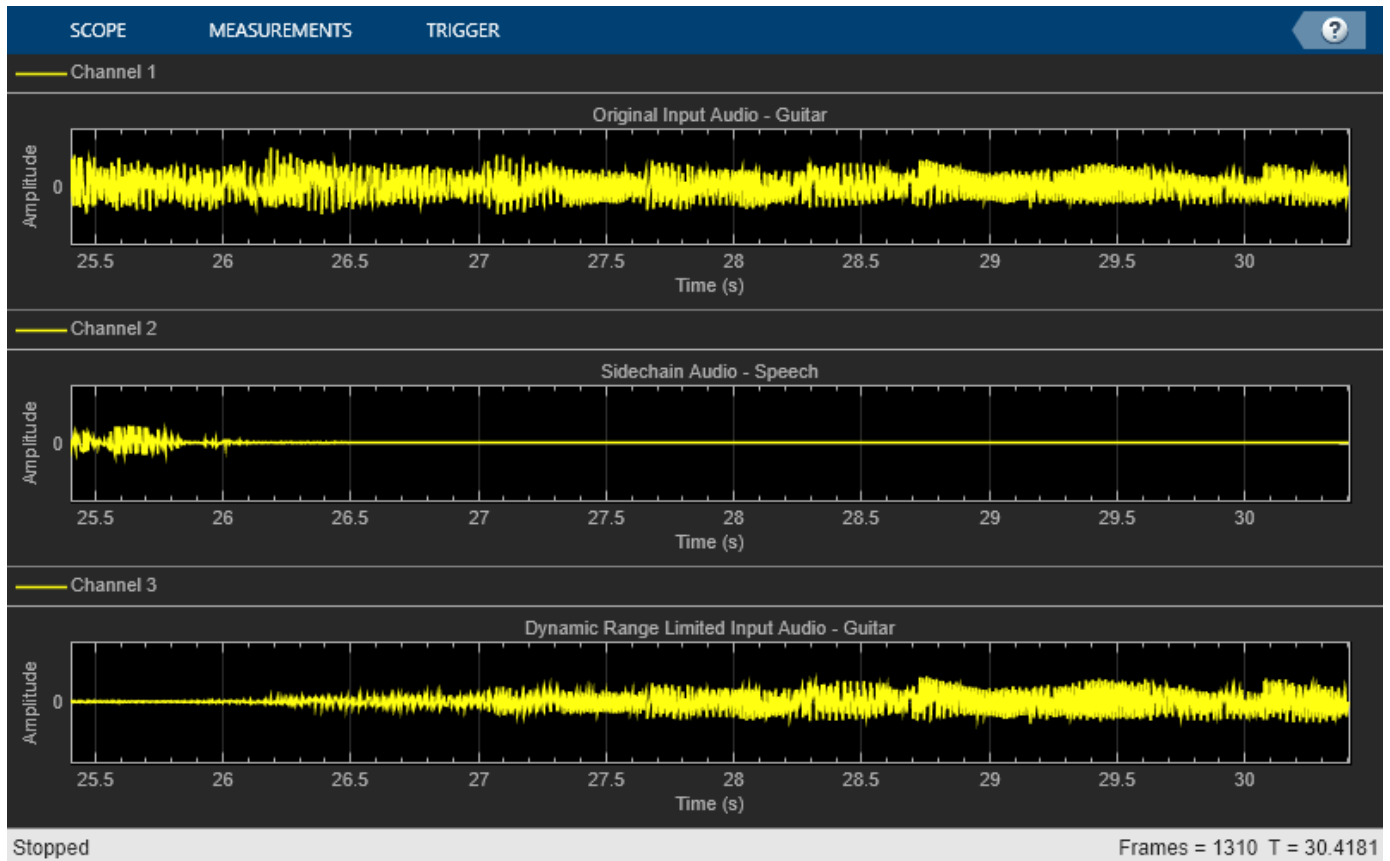 SCOPE MEASUREMENTS TRIGGER ?
Channel 1
Original Input Audio - Guitar
Amplitude
0
25.5 26 26.5 27 27.5 28 28.5 29 29.5 30
Time (s)
Channel 2
Sidechain Audio - Speech
Amplitude
0
25.5 26 26.5 27 27.5 28 28.5 29 29.5 30
Time (s)
Channel 3
Dynamic Range Limited Input Audio - Guitar
Amplitude
0
25.5 26 26.5 27 27.5 28 28.5 29 29.5 30
Time (s)
Stopped Frames = 1310 T = 30.4181